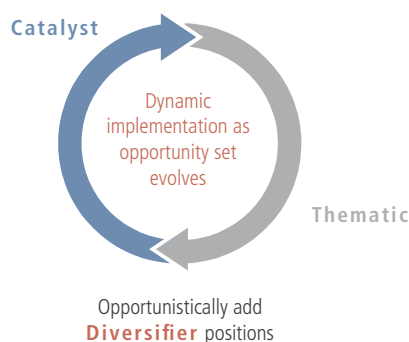 Catalyst
Dynamic
implementation as
opportunity set
evolves
Thematic
Opportunistically add
Diversifier positions